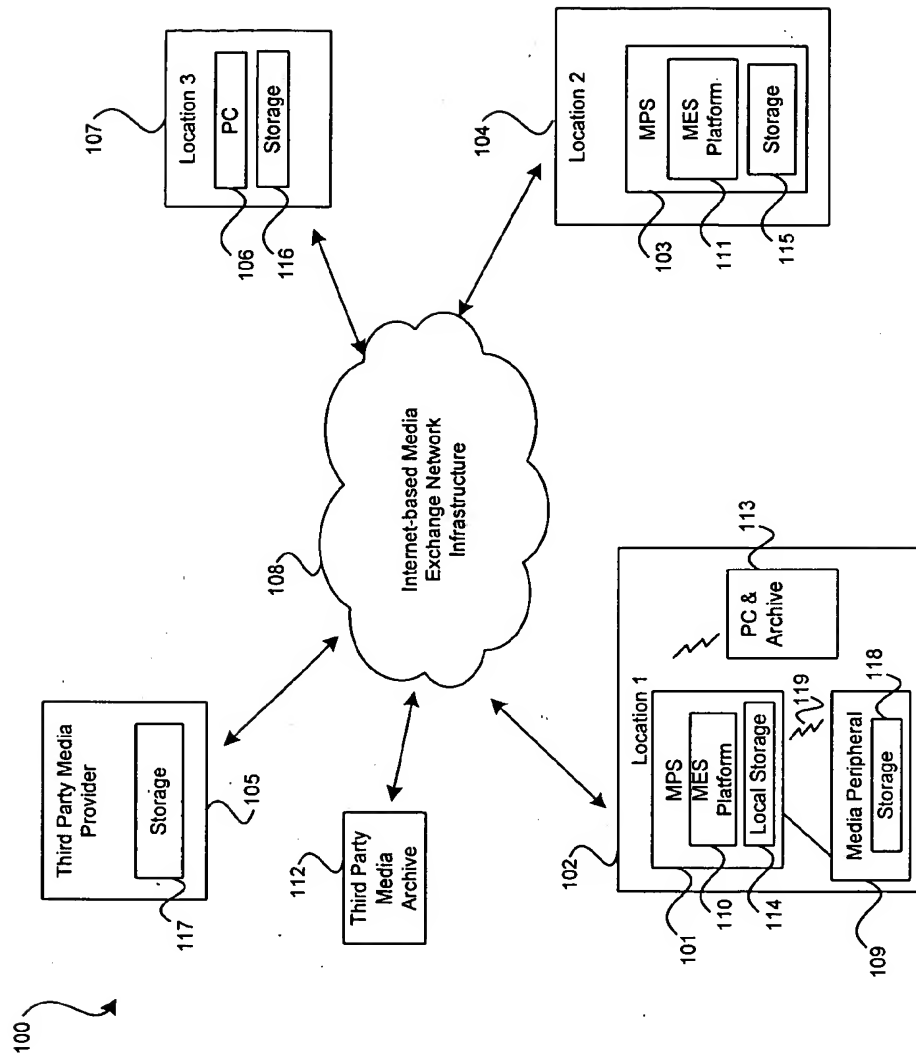 100
Third Party Media
Provider
Storage
105
117
112
Third Party
Media
Archive
108
Internet-based Media
Exchange Network
Infrastructure
107
Location 3
PC
Storage
106
116
104
Location 2
MPS
MES
Platform
Storage
103
111
115
102
Location 1
MPS
MES
Platform
Local Storage
101
110
114
119
113
PC &
Archive
118
Media Peripheral
Storage
109